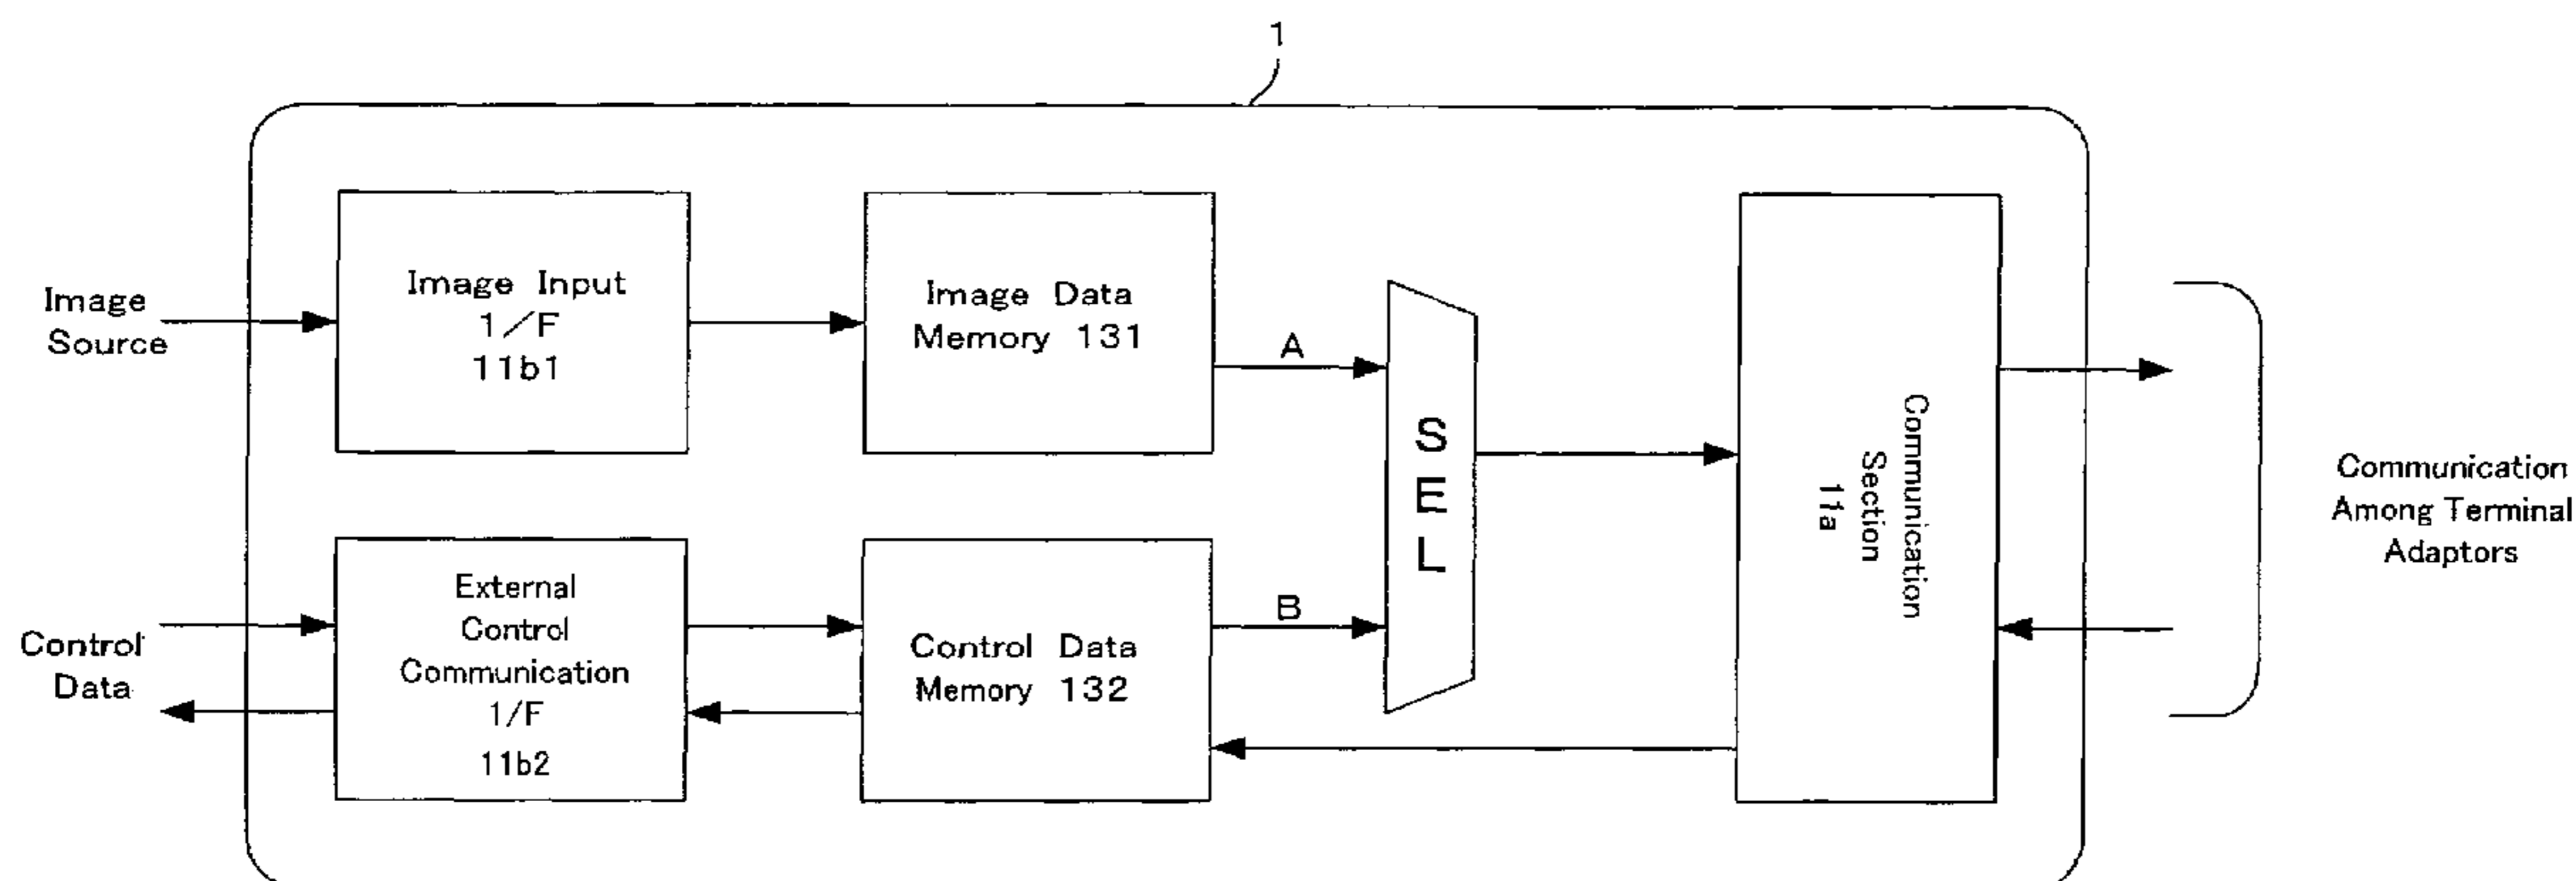 1
Image
Source
Image Input
1/F
11b1
Image Data
Memory 131
A
SEL
Communication
Section
11a
Communication
Among Terminal
Adaptors
Control
Data
External
Control
Communication
1/F
11b2
Control Data
Memory 132
B